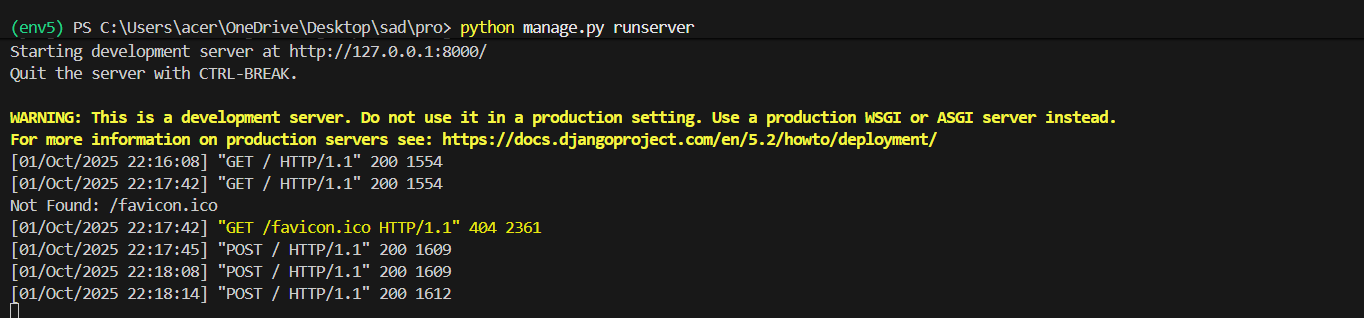 (env5) PS C:\Users\acer\OneDrive\Desktop\sad\pro> python manage.py runserver
Starting development server at http://127.0.0.1:8000/
Quit the server with CTRL-BREAK.
WARNING: This is a development server. Do not use it in a production setting. Use a production WSGI or ASGI server instead.
For more information on production servers see: https://docs.djangoproject.com/en/5.2/howto/deployment/
[01/Oct/2025 22:16:08] "GET / HTTP/1.1" 200 1554
[01/Oct/2025 22:17:42] "GET / HTTP/1.1" 200 1554
Not Found: /favicon.ico
[01/Oct/2025 22:17:42] "GET /favicon.ico HTTP/1.1" 404 2361
[01/Oct/2025 22:17:45] "POST / HTTP/1.1" 200 1609
[01/Oct/2025 22:18:08] "POST / HTTP/1.1" 200 1609
[01/Oct/2025 22:18:14] "POST / HTTP/1.1" 200 1612